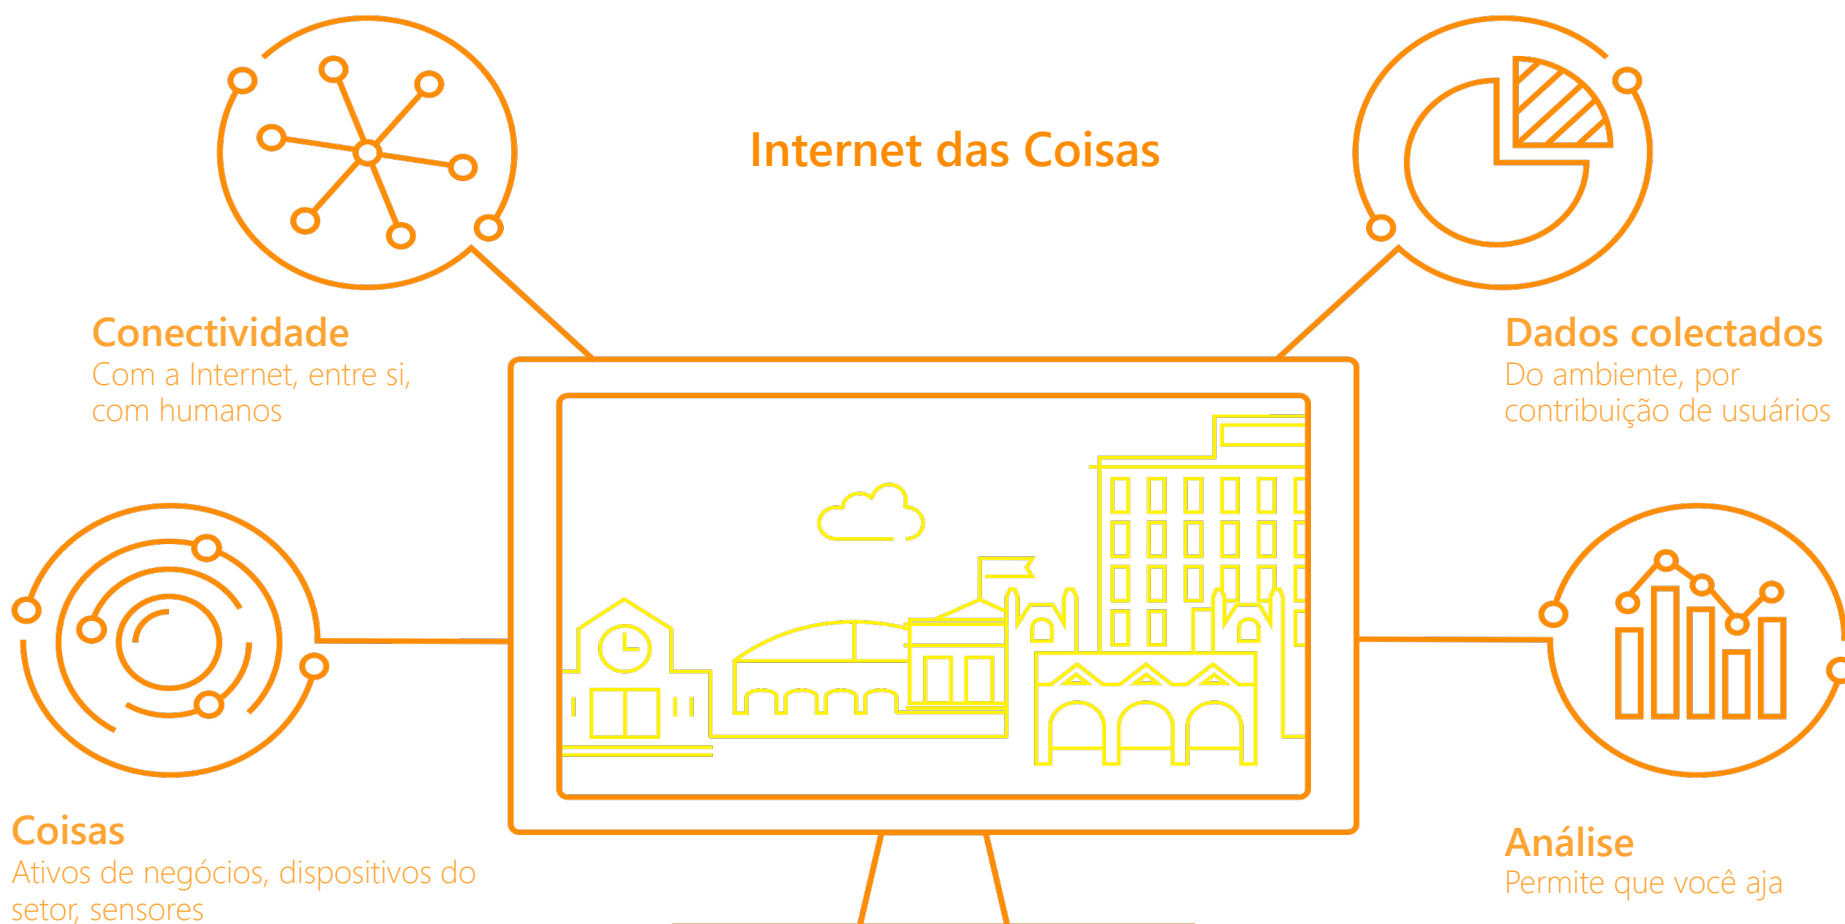 Internet das Coisas
Conectividade
Com a Internet, entre si,
com humanos
Dados colectados
Do ambiente, por
contribuição de usuários
Coisas
Ativos de negócios, dispositivos do
setor, sensores
Análise
Permite que você aja